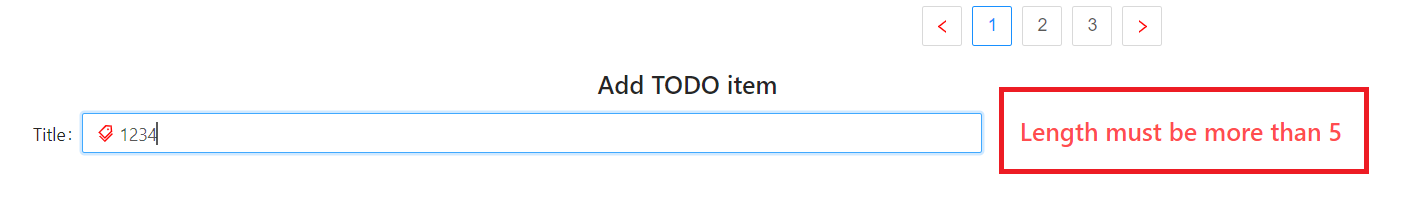 < 1 2 3 >
Add TODO item
Title: 1234
Length must be more than 5